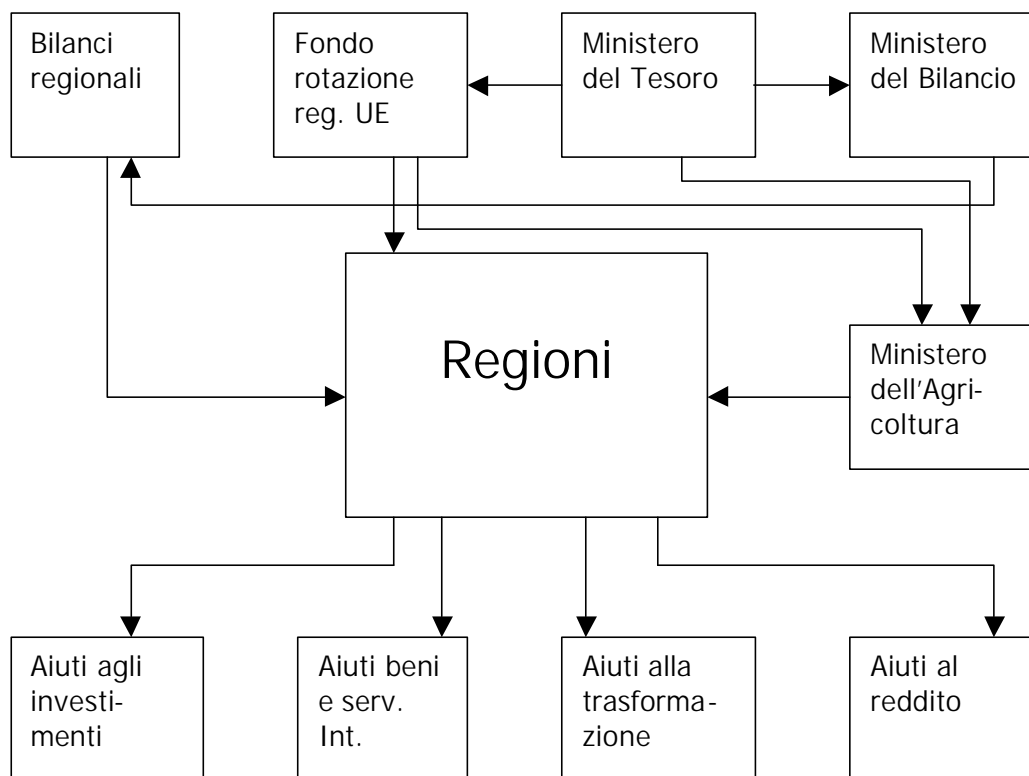 Bilanci
regionali
Fondo
rotazione
reg. UE
Ministero
del Tesoro
Ministero
del Bilancio
Regioni
Ministero
dell'Agri-
coltura
Aiuti agli
investi-
menti
Aiuti beni
e serv.
Int.
Aiuti alla
trasforma-
zione
Aiuti al
reddito